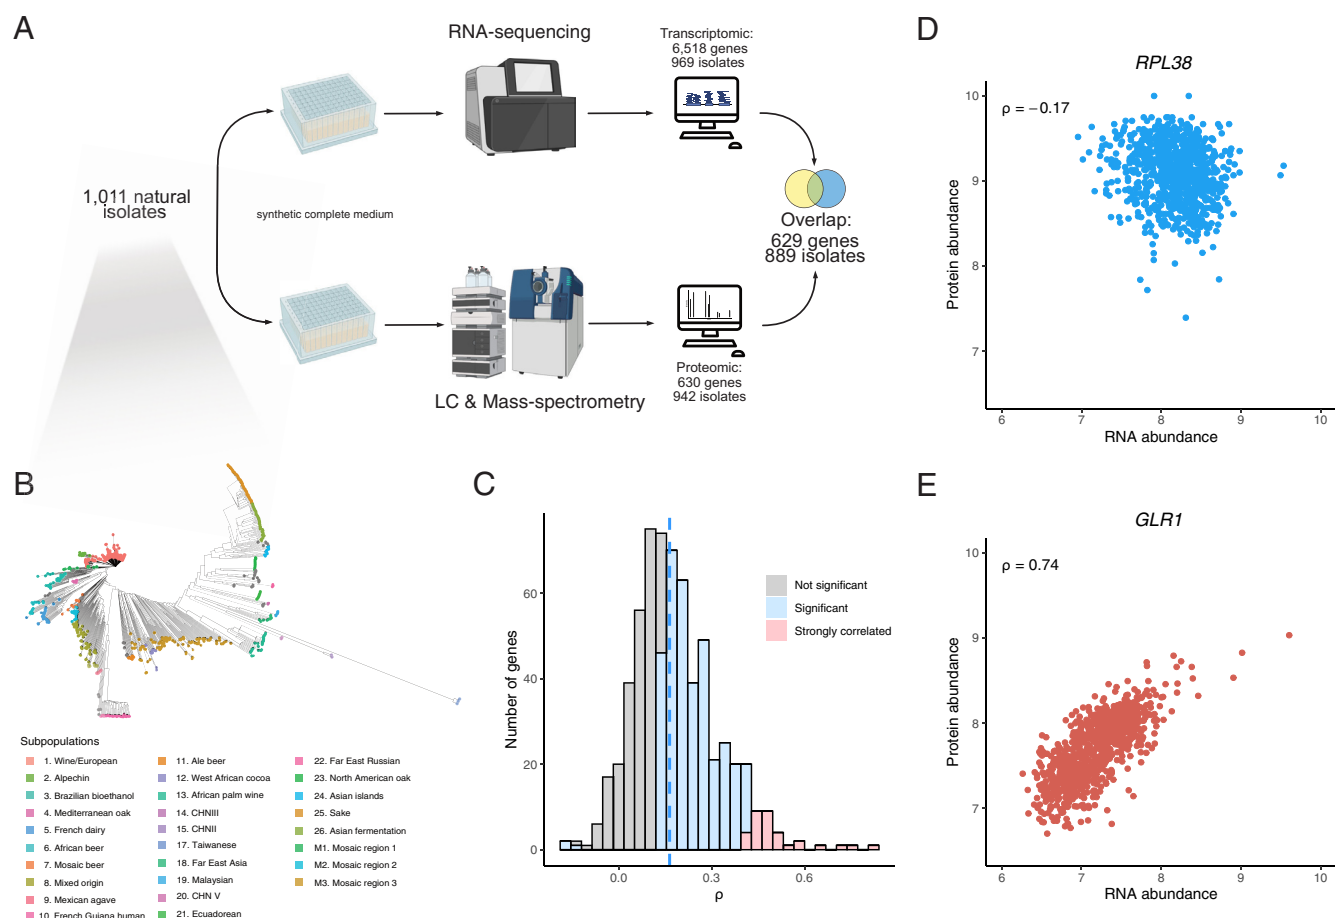 A
RNA-sequencing
Transcriptomic:
6,518 genes
969 isolates
1,011 natural
isolates
synthetic complete medium
Overlap:
629 genes
889 isolates
Proteomic:
630 genes
942 isolates
LC & Mass-spectrometry
B
Subpopulations
1. Wine/European
2. Alpechin
3. Brazilian bioethanol
4. Mediterranean oak
5. French dairy
6. African beer
7. Mosaic beer
8. Mixed origin
9. Mexican agave
10. French Guiana human
11. Ale beer
12. West African cocoa
13. African palm wine
14. CHNIII
15. CHNII
17. Taiwanese
18. Far East Asia
19. Malaysian
20. CHN V
21. Ecuadorean
22. Far East Russian
23. North American oak
24. Asian islands
25. Sake
26. Asian fermentation
M1. Mosaic region 1
M2. Mosaic region 2
M3. Mosaic region 3
C
Number of genes
60
40
20
0
0.0 0.3 0.6
ρ
Not significant
Significant
Strongly correlated
D
RPL38
ρ = −0.17
Protein abundance
10
9
8
7
6 7 8 9 10
RNA abundance
E
GLR1
ρ = 0.74
Protein abundance
10
9
8
7
6 7 8 9 10
RNA abundance